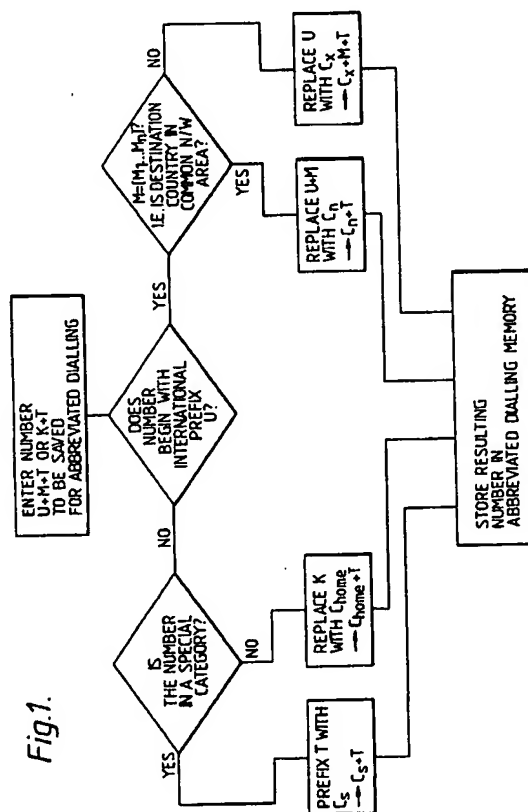 Fig.1.
ENTER NUMBER
U+M+T OR K+T
TO BE SAVED
FOR ABBREVIATED DIALLING
DOES
NUMBER
BEGIN WITH
INTERNATIONAL
PREFIX
U?
NO
YES
IS
THE NUMBER
IN A SPECIAL
CATEGORY?
YES
NO
M=[M1...Mn]?
I.E. IS DESTINATION
COUNTRY IN
COMMON N/W
AREA?
YES
NO
PREFIX T WITH
Cs
→ Cs+T
REPLACE K
WITH Chome
→ Chome+T
REPLACE U+M
WITH Cn
→ Cn+T
REPLACE U
WITH Cx
→ Cx+M+T
STORE RESULTING
NUMBER IN
ABBREVIATED DIALLING MEMORY